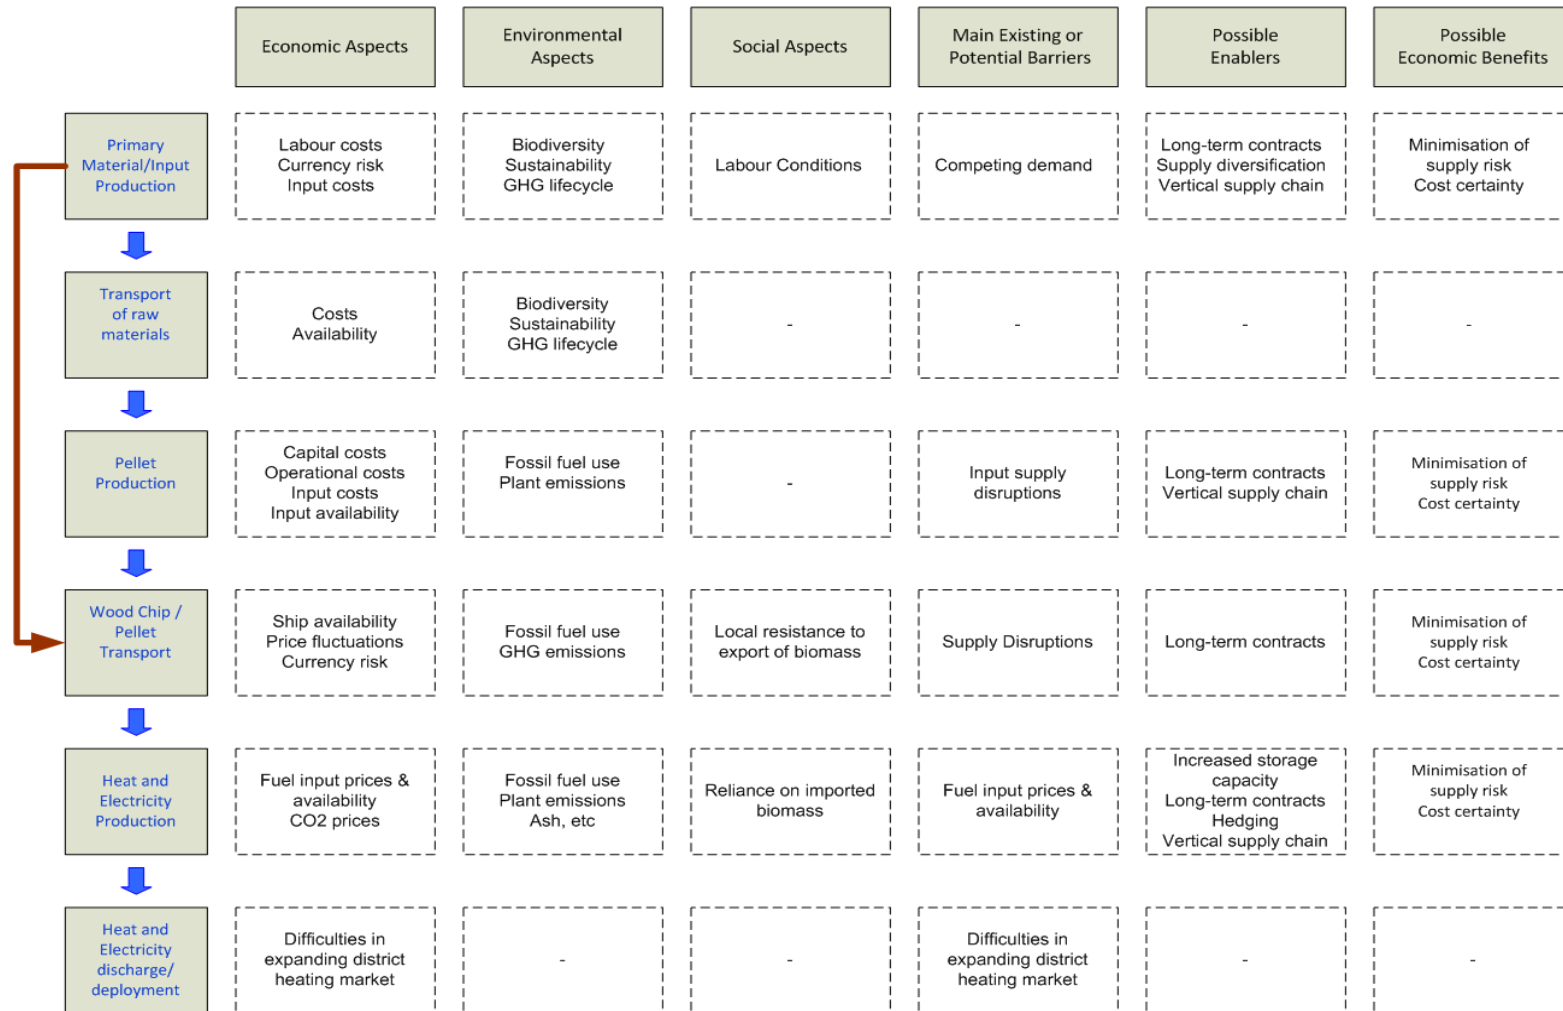 Economic Aspects
Environmental
Aspects
Social Aspects
Main Existing or
Potential Barriers
Possible
Enablers
Possible
Economic Benefits
Primary
Material/Input
Production
Labour costs
Currency risk
Input costs
Biodiversity
Sustainability
GHG lifecycle
Labour Conditions
Competing demand
Long-term contracts
Supply diversification
Vertical supply chain
Minimisation of
supply risk
Cost certainty
Transport
of raw
materials
Costs
Availability
Biodiversity
Sustainability
GHG lifecycle
-
-
-
-
Pellet
Production
Capital costs
Operational costs
Input costs
Input availability
Fossil fuel use
Plant emissions
-
Input supply
disruptions
Long-term contracts
Vertical supply chain
Minimisation of
supply risk
Cost certainty
Wood Chip /
Pellet
Transport
Ship availability
Price fluctuations
Currency risk
Fossil fuel use
GHG emissions
Local resistance to
export of biomass
Supply Disruptions
Long-term contracts
Minimisation of
supply risk
Cost certainty
Heat and
Electricity
Production
Fuel input prices &
availability
CO2 prices
Fossil fuel use
Plant emissions
Ash, etc
Reliance on imported
biomass
Fuel input prices &
availability
Increased storage
capacity
Long-term contracts
Hedging
Vertical supply chain
Minimisation of
supply risk
Cost certainty
Heat and
Electricity
discharge/
deployment
Difficulties in
expanding district
heating market
-
-
Difficulties in
expanding district
heating market
-
-